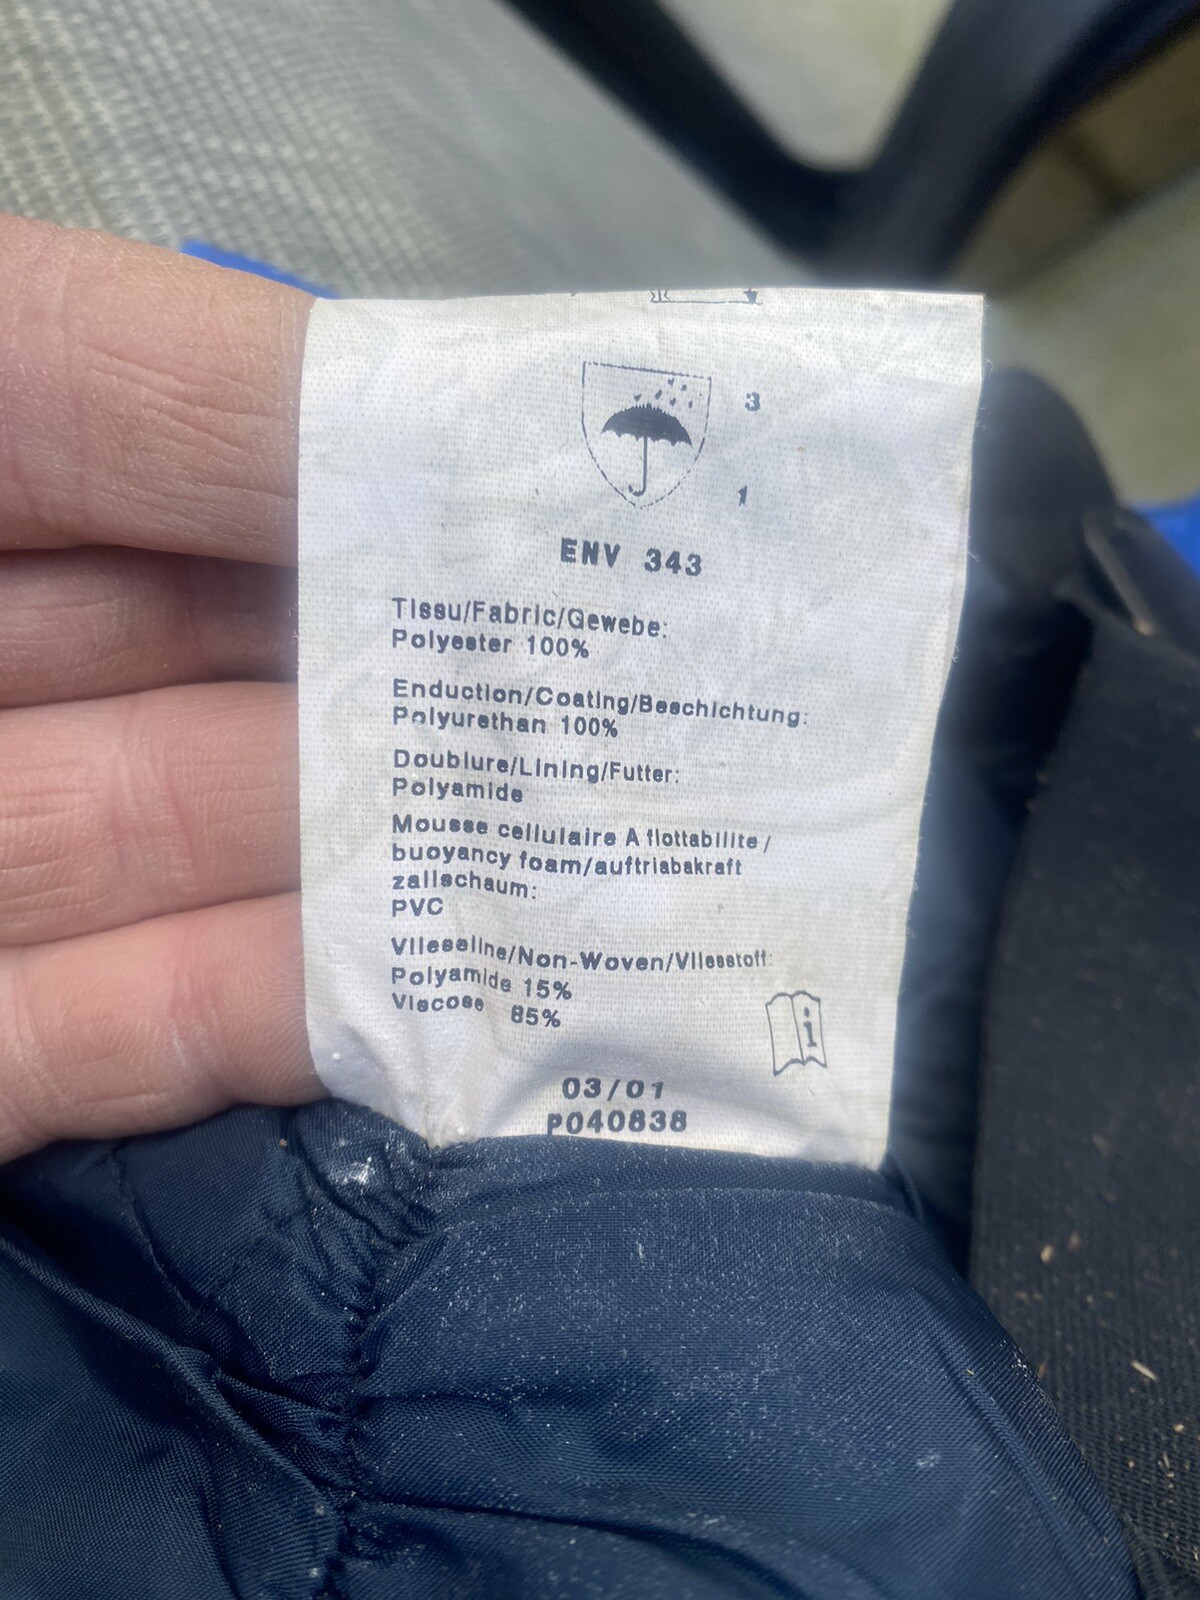 3
1
ENV 343
Tissu/Fabric/Gewebe:
Polyester 100%
Enduction/Coating/Beschichtung:
Polyurethan 100%
Doublure/Lining/Futter:
Polyamide
Mousse cellulaire A flottabilite/
buoyancy foam/auftriabakraft
zallschaum:
PVC
Vlieseline/Non-Woven/Vliesstoff:
Polyamide 15%
Viscose 85%
i
03/01
P040838